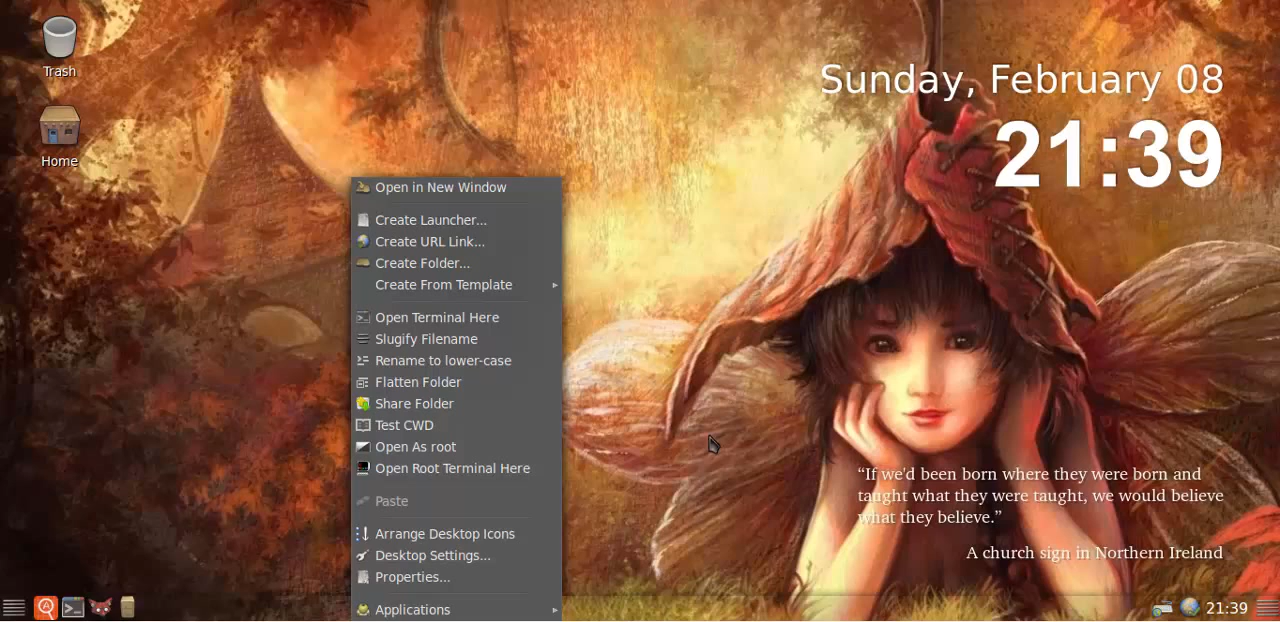 Trash
Home
Sunday, February 08
21:39
Open in New Window
Create Launcher...
Create URL Link...
Create Folder...
Create From Template
Open Terminal Here
Slugify Filename
Rename to lower-case
Flatten Folder
Share Folder
Test CWD
Open As root
Open Root Terminal Here
Paste
Arrange Desktop Icons
Desktop Settings...
Properties...
Applications
“If we'd been born where they were born and
taught what they were taught, we would believe
what they believe.”
A church sign in Northern Ireland
21:39